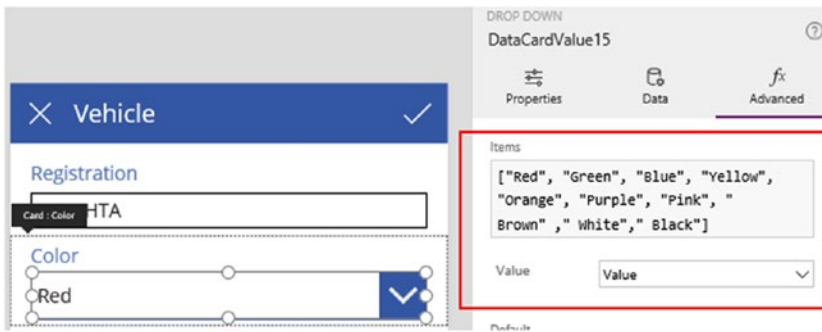 DROP DOWN
DataCardValue15
?
Properties
Data
fx
Advanced
Vehicle
Registration
HTA
Card : Color
Color
Red
Items
["Red", "Green", "Blue", "Yellow",
"Orange", "Purple", "Pink", "
Brown" ," White"," Black"]
Value
Value
Default